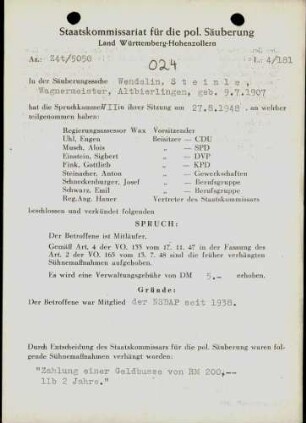 Staatskommissariat für die pol. Säuberung
Land Württemberg-Hohenzollern
Az.: 24t/5050
024
L: 4/181
In der Säuberungssache Wendelin, S t e i n l e ,
Wagnermeister, Altbierlingen, geb. 9.7.1907
hat die Spruchkammer VII in ihrer Sitzung am 27.8.1948 an welcher
teilgenommen haben:
Regierungsassessor Wax Vorsitzender
Uhl, Eugen Beisitzer — CDU
Musch, Alois „ — SPD
Einstein, Sigbert „ — DVP
Fink, Gottlieb „ — KPD
Steinacher, Anton „ — Gewerkschaften
Schneckenburger, Josef „ — Berufsgruppe
Schwarz, Emil „ — Berufsgruppe
Reg.Ang. Hauer Vertreter des Staatskommissars
beschlossen und verkündet folgenden
SPRUCH:
Der Betroffene ist Mitläufer.
Gemäß Art. 4 der VO. 133 vom 17. 11. 47 in der Fassung des
Art. 2 der VO. 165 vom 13. 7. 48 sind die früher verhängten
Sühnemaßnahmen abgegolten.
Es wird eine Verwaltungsgebühr von DM 5.— erhoben.
Gründe:
Der Betroffene war Mitglied der NSDAP seit 1938.
Durch Entscheidung des Staatskommissars für die pol. Säuberung waren fol-
gende Sühnemaßnahmen verhängt worden:
"Zahlung einer Geldbusse von RM 200,--
11b 2 Jahre."